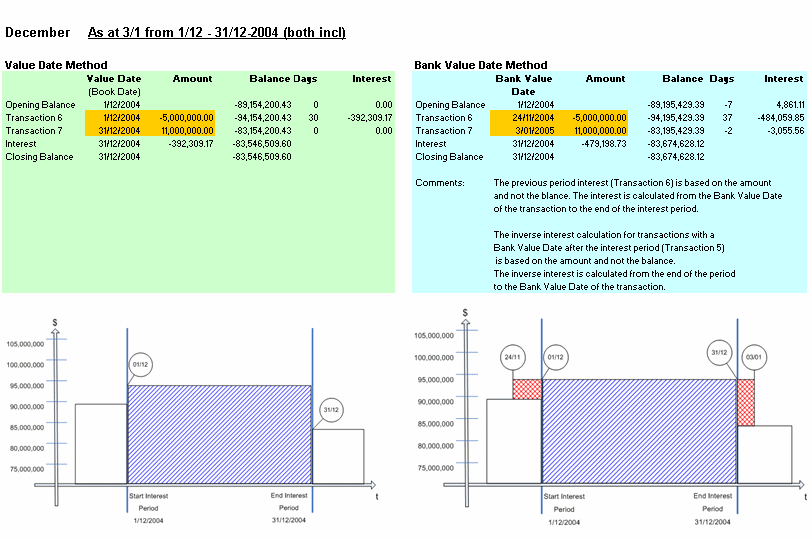 December As at 3/1 from 1/12 - 31/12-2004 (both incl)
Value Date Method
Value Date Amount Balance Days Interest
(Book Date)
Opening Balance 1/12/2004 -89,154,200.43 0 0.00
Transaction 6 1/12/2004 -5,000,000.00 -94,154,200.43 30 -392,309.17
Transaction 7 31/12/2004 11,000,000.00 -83,154,200.43 0 0.00
Interest 31/12/2004 -392,309.17 -83,546,509.60
Closing Balance 31/12/2004 -83,546,509.60
Bank Value Date Method
Bank Value Amount Balance Days Interest
Date
Opening Balance 1/12/2004 -89,195,429.39 -7 4,861.11
Transaction 6 24/11/2004 -5,000,000.00 -94,195,429.39 37 -484,059.85
Transaction 7 3/01/2005 11,000,000.00 -83,195,429.39 -2 -3,055.56
Interest 31/12/2004 -479,198.73 -83,674,628.12
Closing Balance 31/12/2004 -83,674,628.12
Comments: The previous period interest (Transaction 6) is based on the amount
and not the blance. The interest is calculated from the Bank Value Date
of the transaction to the end of the interest period.
The inverse interest calculation for transactions with a
Bank Value Date after the interest period (Transaction 5)
is based on the amount and not the balance.
The inverse interest is calculated from the end of the period
to the Bank Value Date of the transaction.
$
105,000,000
100,000,000
95,000,000
90,000,000
85,000,000
80,000,000
75,000,000
01/12
31/12
t
Start Interest
Period
1/12/2004
End Interest
Period
31/12/2004
$
105,000,000
100,000,000
95,000,000
90,000,000
85,000,000
80,000,000
75,000,000
24/11
01/12
31/12
03/01
t
Start Interest
Period
1/12/2004
End Interest
Period
31/12/2004